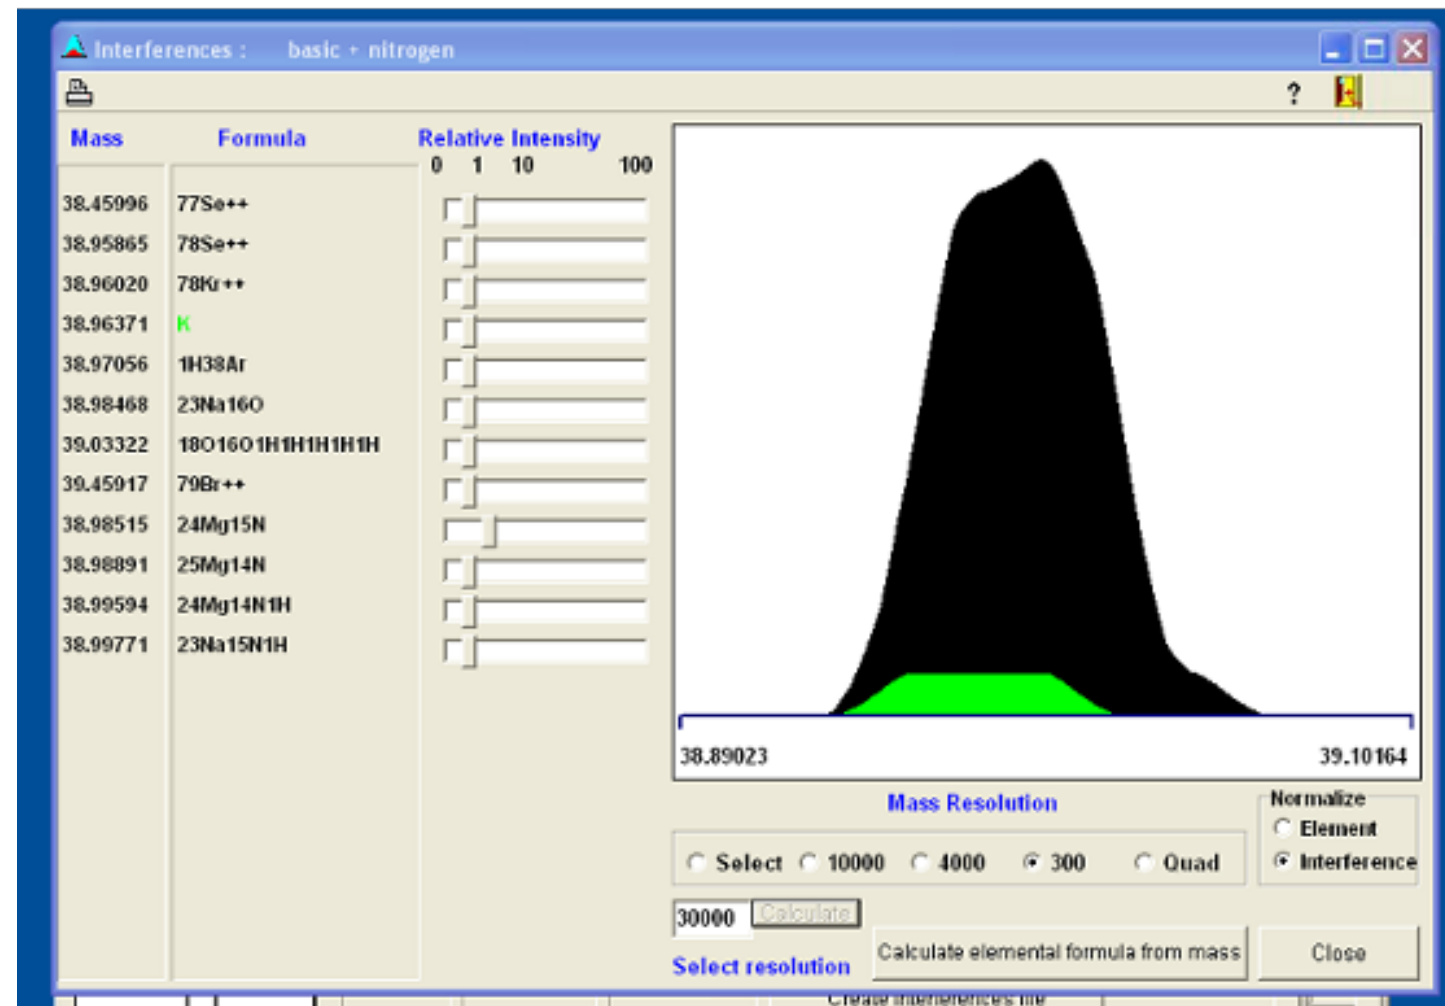 Interferences : basic + nitrogen
?
Mass Formula Relative Intensity
0 1 10 100
38.45996 77Se++
38.95865 78Se++
38.96020 78Kr++
38.96371 K
38.97056 1H38Ar
38.98468 23Na16O
39.03322 18O16O1H1H1H1H1H
39.45917 79Br++
38.98515 24Mg15N
38.98891 25Mg14N
38.99594 24Mg14N1H
38.99771 23Na15N1H
38.89023 39.10164
Mass Resolution
Select 10000 4000 300 Quad
Normalize
Element
Interference
30000 Calculate
Select resolution
Calculate elemental formula from mass
Close
Create interferences file